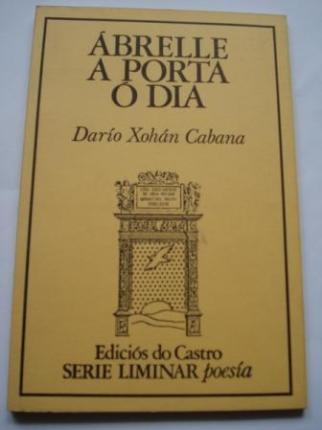 ÁBRELLE
A PORTA
Ó DIA
Darío Xohán Cabana
Ediciós do Castro
SERIE LIMINAR poesía